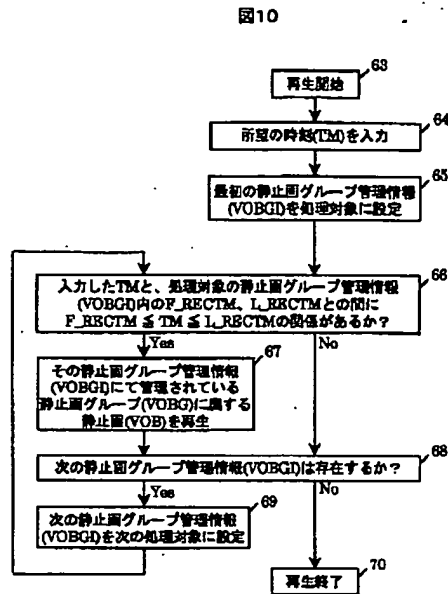 図10
63
再生開始
64
所望の時刻(TM)を入力
65
最初の静止画グループ管理情報
(VOBGI)を処理対象に設定
66
入力したTMと、処理対象の静止画グループ管理情報
(VOBGI)内のF_RECTM、L_RECTMとの間に
F_RECTM ≦ TM ≦ L_RECTMの関係があるか？
Yes
No
67
その静止画グループ管理情報
(VOBGI)にて管理されている
静止画グループ(VOBG)に属する
静止画(VOB)を再生
68
次の静止画グループ管理情報(VOBGI)は存在するか？
Yes
No
69
次の静止画グループ管理情報
(VOBGI)を次の処理対象に設定
70
再生終了